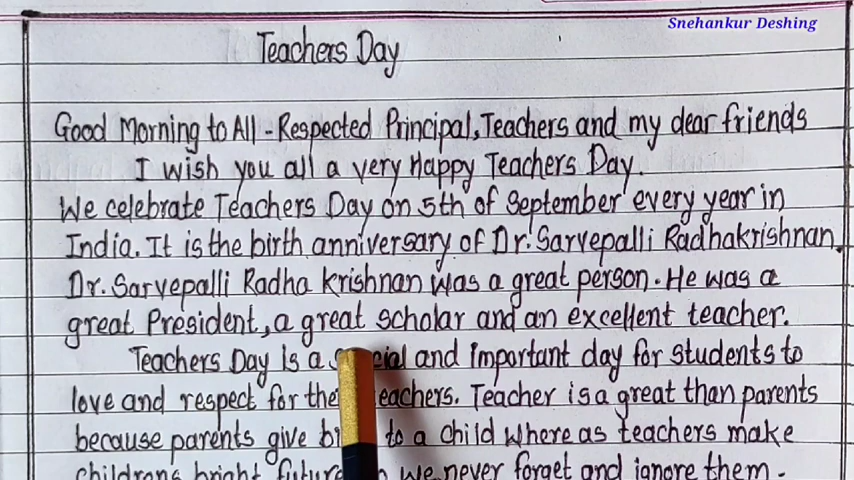 Snehankur Deshing
Teachers Day
Good Morning to All - Respected Principal, Teachers and my dear friends
I wish you all a very Happy Teachers Day.
We celebrate Teachers Day on 5th of September every year in
India. It is the birth anniversary of Dr. Sarvepalli Radhakrishnan.
Dr. Sarvepalli Radha Krishnan was a great person. He was a
great President, a great scholar and an excellent teacher.
Teachers Day is a and important day for students to
love and respect for teachers. Teacher is a great than parents
because parents give to a child where as teachers make
childrens bright we never forget and ignore them.